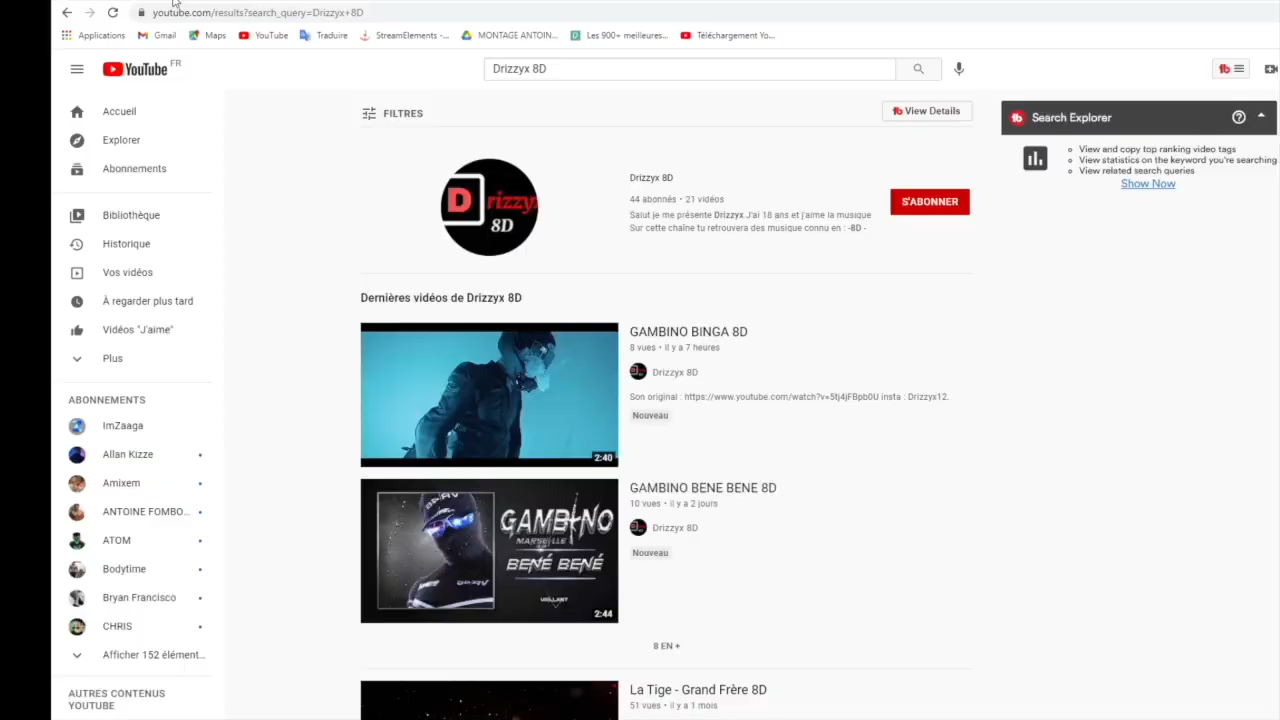 youtube.com/results?search_query=Drizzyx+8D
Applications
Gmail
Maps
YouTube
Traduire
StreamElements -...
MONTAGE ANTOIN...
Les 900+ meilleures...
Téléchargement Yo...
YouTube FR
Drizzyx 8D
Accueil
Explorer
Abonnements
Bibliothèque
Historique
Vos vidéos
À regarder plus tard
Vidéos "J'aime"
Plus
ABONNEMENTS
ImZaaga
Allan Kizze
Amixem
ANTOINE FOMBO...
ATOM
Bodytime
Bryan Francisco
CHRIS
Afficher 152 élément...
AUTRES CONTENUS
YOUTUBE
FILTRES
View Details
Drizzyx 8D
44 abonnés • 21 vidéos
Salut je me présente Drizzyx.J'ai 18 ans et j'aime la musique
Sur cette chaîne tu retrouvera des musique connu en : -8D -
S'ABONNER
Drizzyx
8D
Dernières vidéos de Drizzyx 8D
GAMBINO BINGA 8D
8 vues • il y a 7 heures
Drizzyx 8D
Son original : https://www.youtube.com/watch?v=5tj4jFBpb0U insta : Drizzyx12.
Nouveau
2:40
GAMBINO BENE BENE 8D
10 vues • il y a 2 jours
Drizzyx 8D
Nouveau
GAMBINO
MARSEILLE
BENÉ BENÉ
2:44
8 EN +
La Tige - Grand Frère 8D
51 vues • il y a 1 mois
Search Explorer
View and copy top ranking video tags
View statistics on the keyword you're searching
View related search queries
Show Now